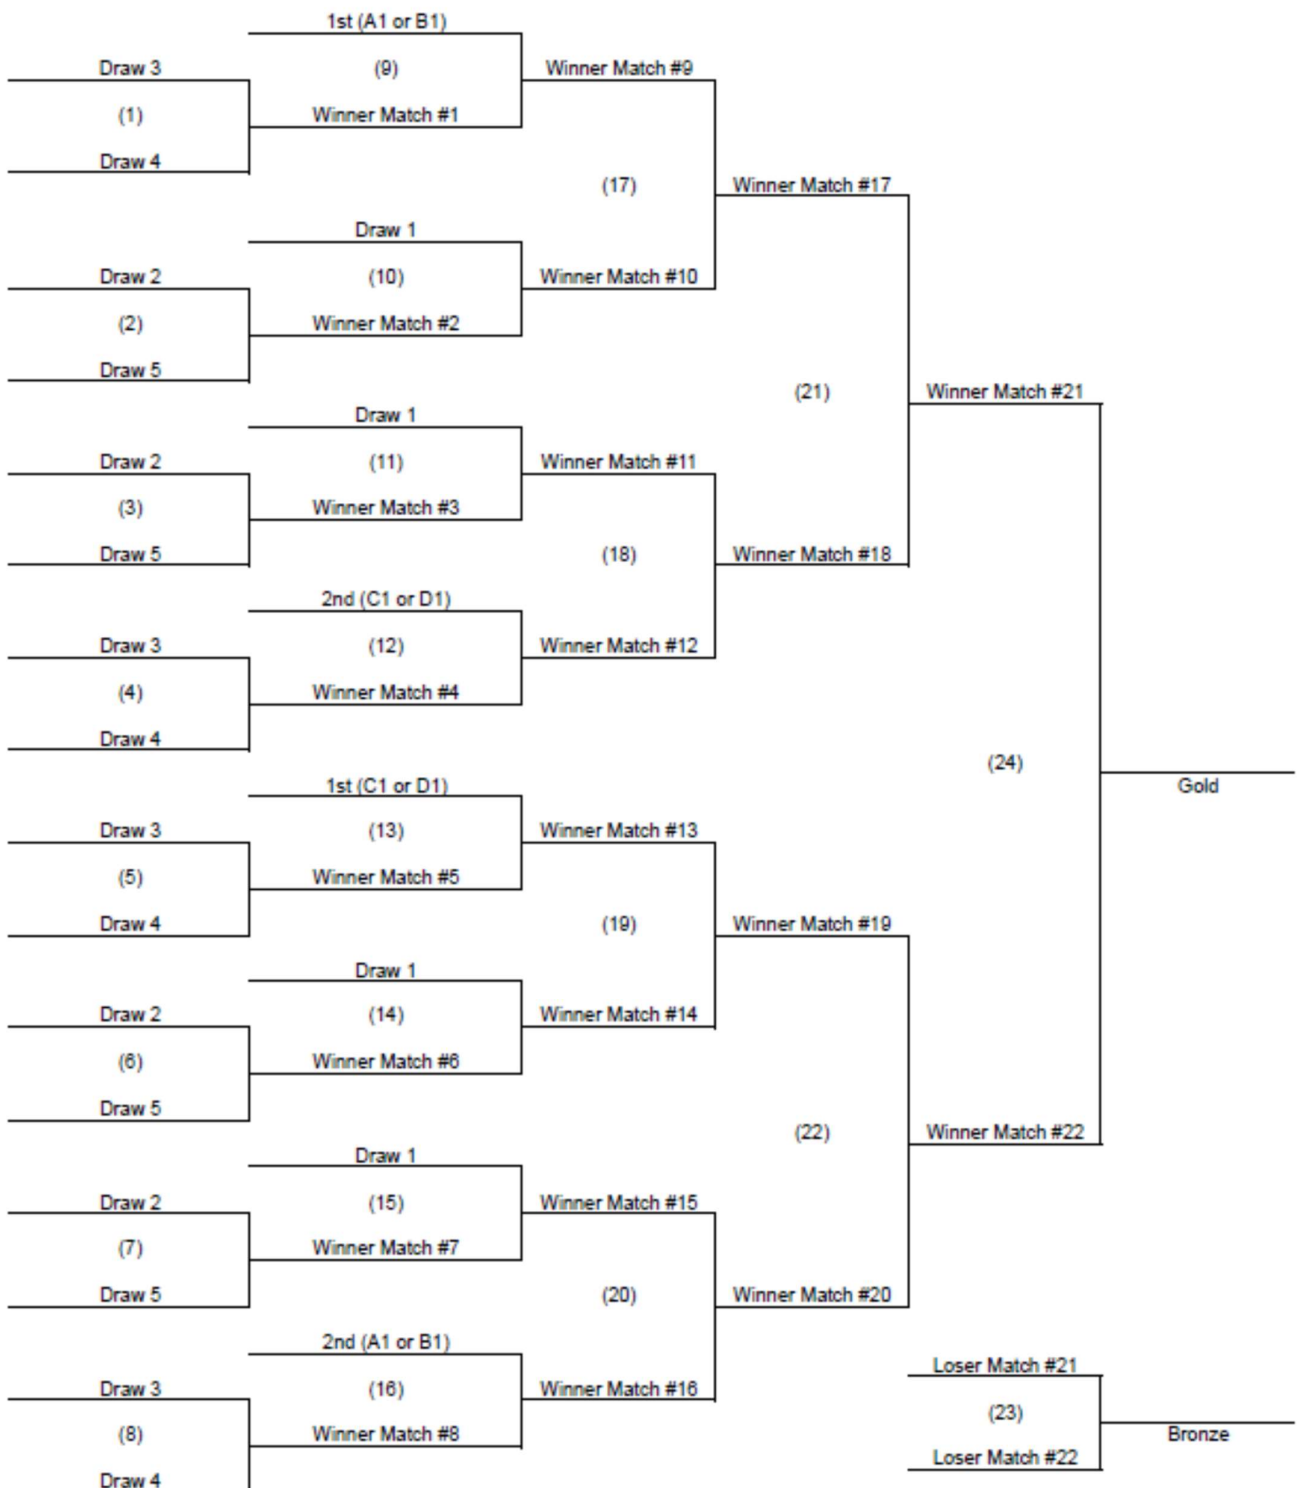 1st (A1 or B1)
Draw 3
(9)
Winner Match #9
(1)
Winner Match #1
Draw 4
(17)
Winner Match #17
Draw 1
Draw 2
(10)
Winner Match #10
(2)
Winner Match #2
Draw 5
(21)
Winner Match #21
Draw 1
Draw 2
(11)
Winner Match #11
(3)
Winner Match #3
Draw 5
(18)
Winner Match #18
2nd (C1 or D1)
Draw 3
(12)
Winner Match #12
(4)
Winner Match #4
Draw 4
(24)
Gold
1st (C1 or D1)
Draw 3
(13)
Winner Match #13
(5)
Winner Match #5
Draw 4
(19)
Winner Match #19
Draw 1
Draw 2
(14)
Winner Match #14
(6)
Winner Match #6
Draw 5
(22)
Winner Match #22
Draw 1
Draw 2
(15)
Winner Match #15
(7)
Winner Match #7
Draw 5
(20)
Winner Match #20
2nd (A1 or B1)
Loser Match #21
Draw 3
(16)
Winner Match #16
(23)
(8)
Winner Match #8
Bronze
Loser Match #22
Draw 4